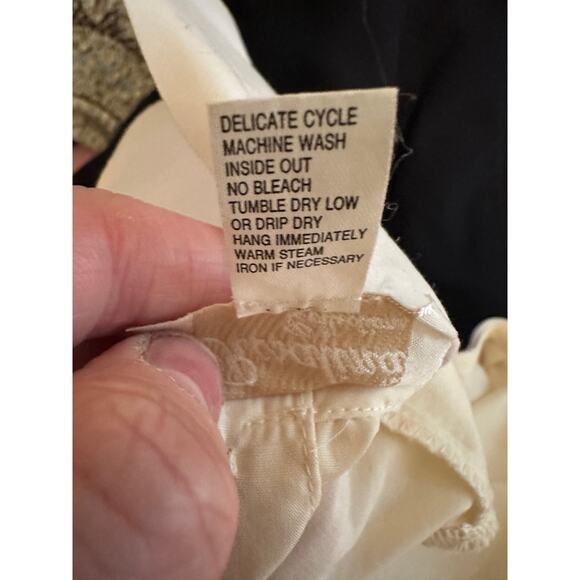 DELICATE CYCLE
MACHINE WASH
INSIDE OUT
NO BLEACH
TUMBLE DRY LOW
OR DRIP DRY
HANG IMMEDIATELY
WARM STEAM
IRON IF NECESSARY